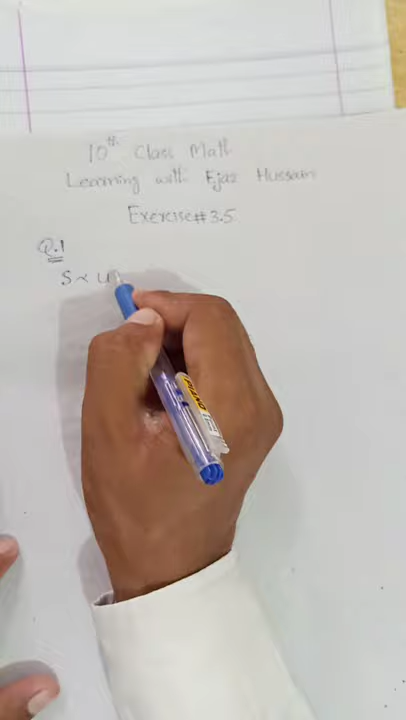 10th Class Math
Learning with Ejaz Hussain
Exercise # 3.5
Q.1
S ∝ u